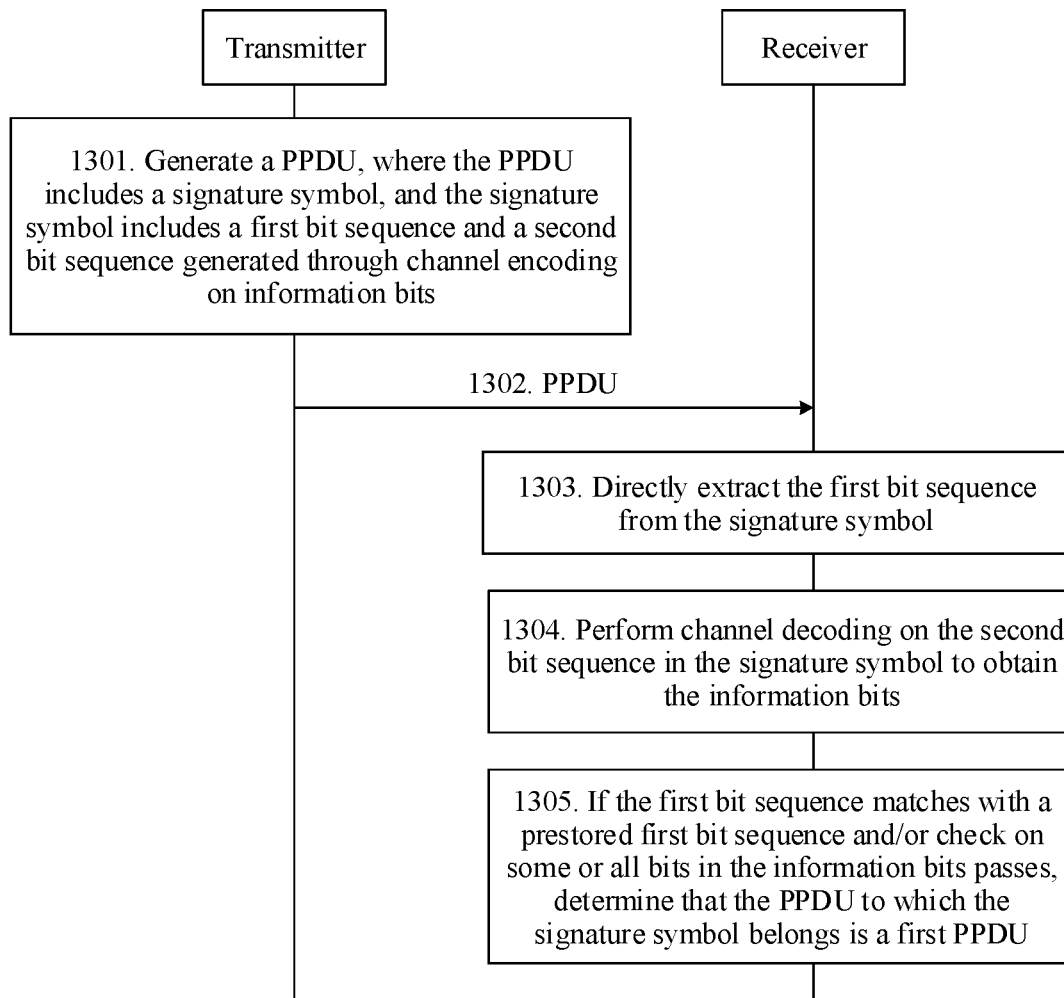 Transmitter
Receiver
1301. Generate a PPDU, where the PPDU
includes a signature symbol, and the signature
symbol includes a first bit sequence and a second
bit sequence generated through channel encoding
on information bits
1302. PPDU
1303. Directly extract the first bit sequence
from the signature symbol
1304. Perform channel decoding on the second
bit sequence in the signature symbol to obtain
the information bits
1305. If the first bit sequence matches with a
prestored first bit sequence and/or check on
some or all bits in the information bits passes,
determine that the PPDU to which the
signature symbol belongs is a first PPDU